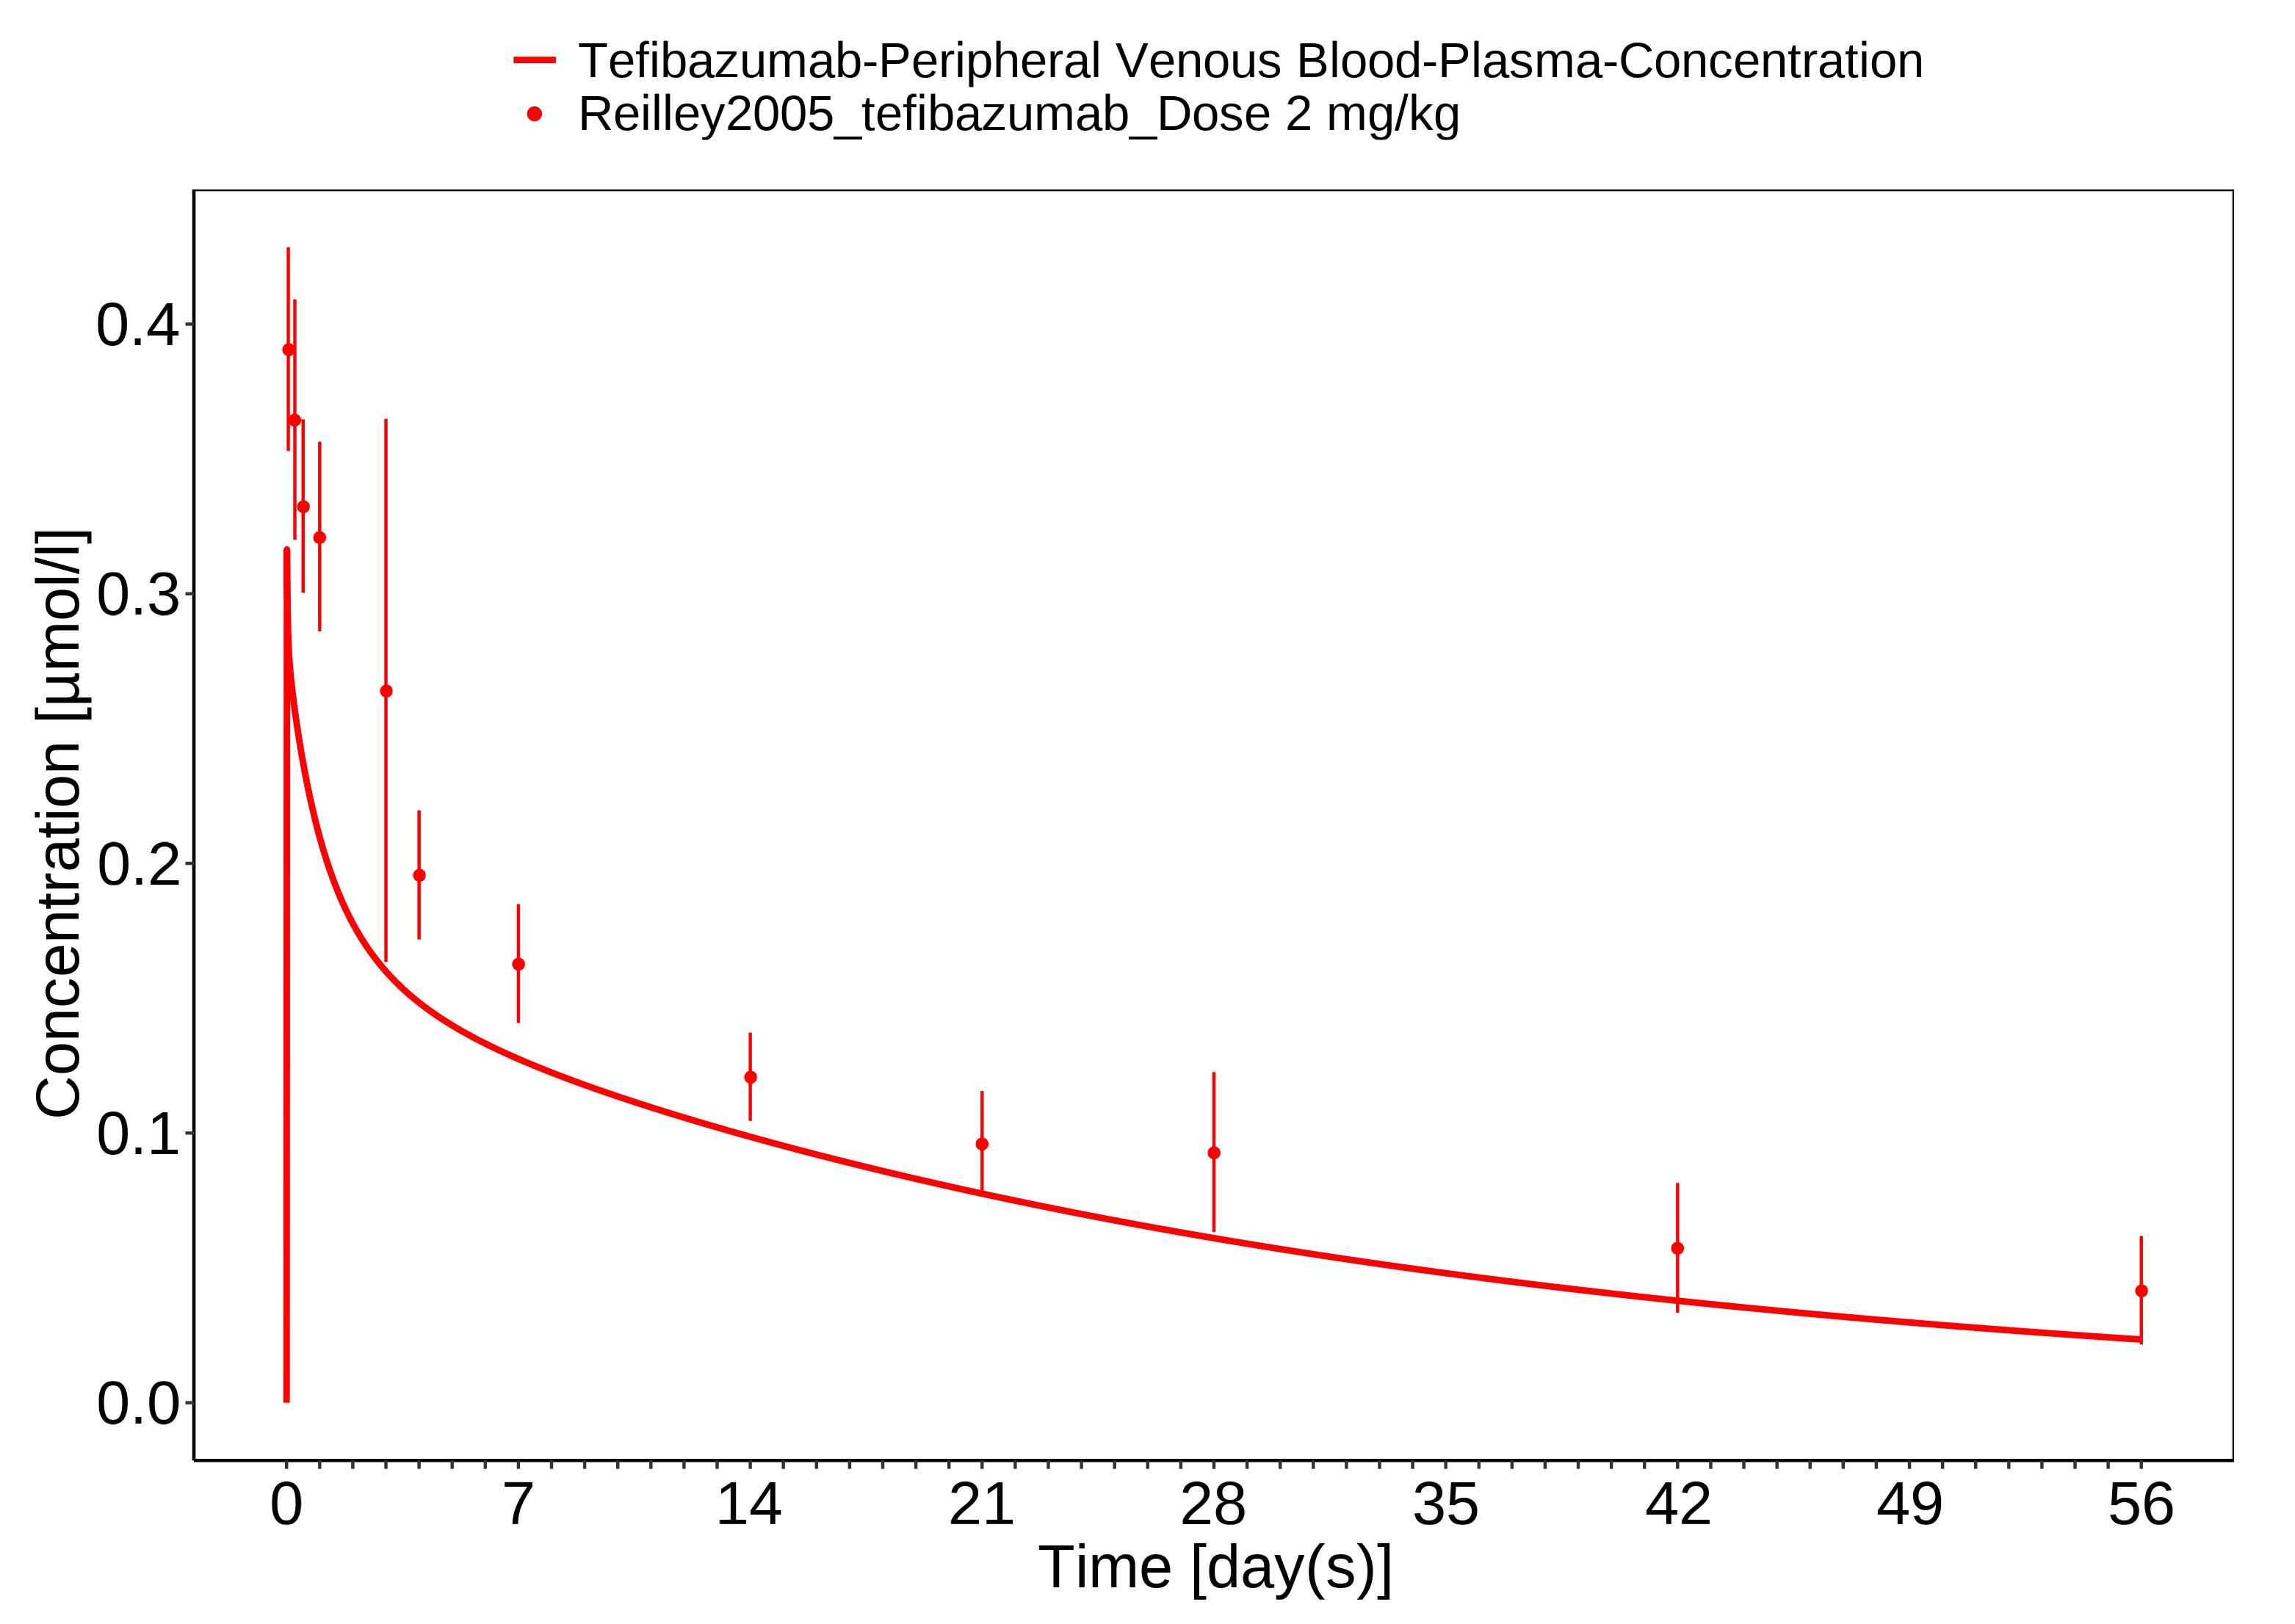 Tefibazumab-Peripheral Venous Blood-Plasma-Concentration
Reilley2005_tefibazumab_Dose 2 mg/kg
Concentration [µmol/l]
0.4
0.3
0.2
0.1
0.0
0 7 14 21 28 35 42 49 56
Time [day(s)]